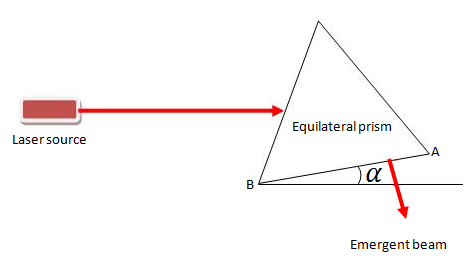 Laser source
Equilateral prism
A
B
α
Emergent beam